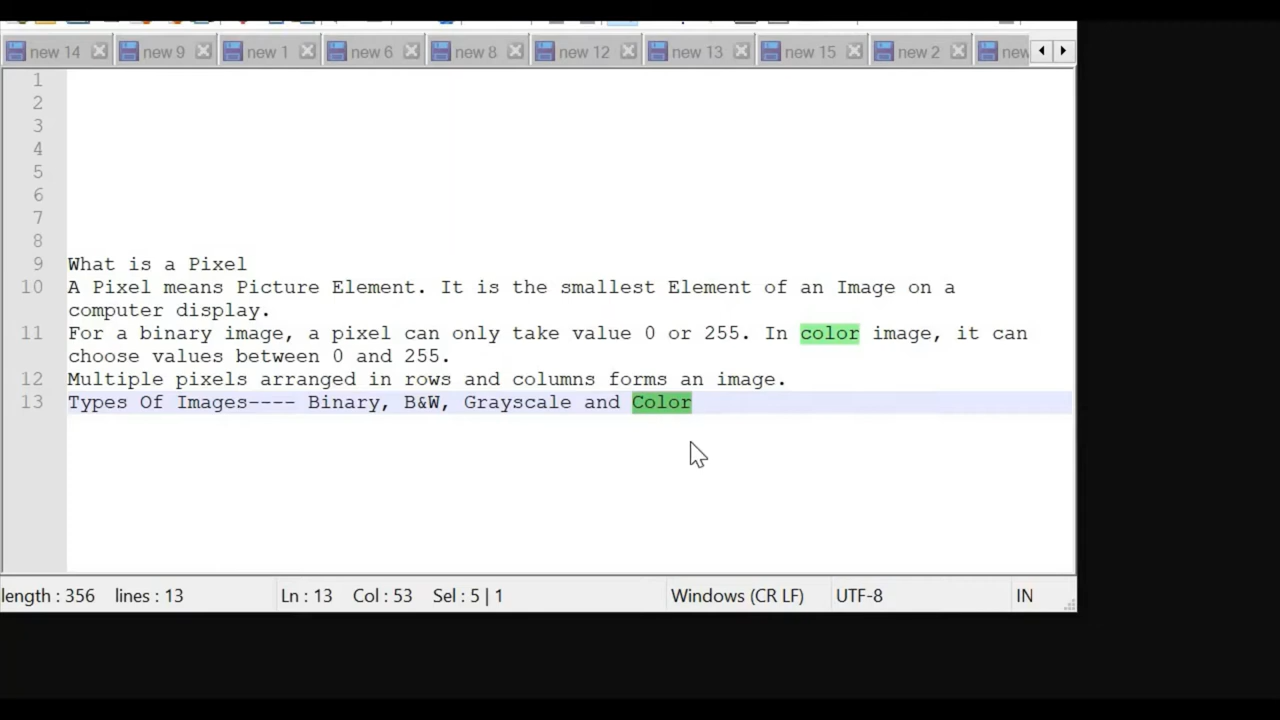 new 14 new 9 new 1 new 6 new 8 new 12 new 13 new 15 new 2 new
1
2
3
4
5
6
7
8
9 What is a Pixel
10 A Pixel means Picture Element. It is the smallest Element of an Image on a
computer display.
11 For a binary image, a pixel can only take value 0 or 255. In color image, it can
choose values between 0 and 255.
12 Multiple pixels arranged in rows and columns forms an image.
13 Types Of Images---- Binary, B&W, Grayscale and Color
length : 356 lines : 13 Ln : 13 Col : 53 Sel : 5 | 1 Windows (CR LF) UTF-8 IN